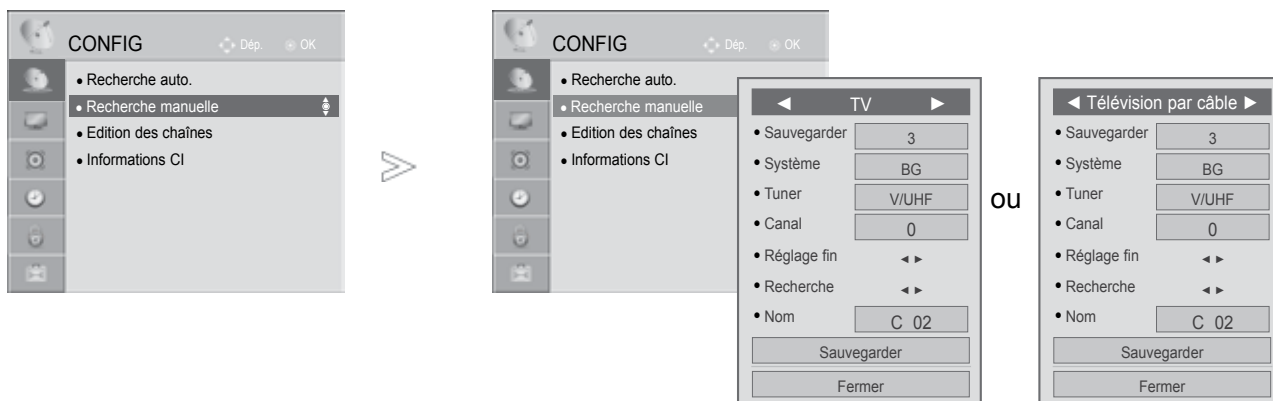 CONFIG
Dép. OK
• Recherche auto.
• Recherche manuelle
• Edition des chaînes
• Informations CI
CONFIG
Dép. OK
• Recherche auto.
• Recherche manuelle
• Edition des chaînes
• Informations CI
◄ TV ►
• Sauvegarder 3
• Système BG
• Tuner V/UHF
• Canal 0
• Réglage fin ◄ ►
• Recherche ◄ ►
• Nom C 02
Sauvegarder
Fermer
ou
◄ Télévision par câble ►
• Sauvegarder 3
• Système BG
• Tuner V/UHF
• Canal 0
• Réglage fin ◄ ►
• Recherche ◄ ►
• Nom C 02
Sauvegarder
Fermer